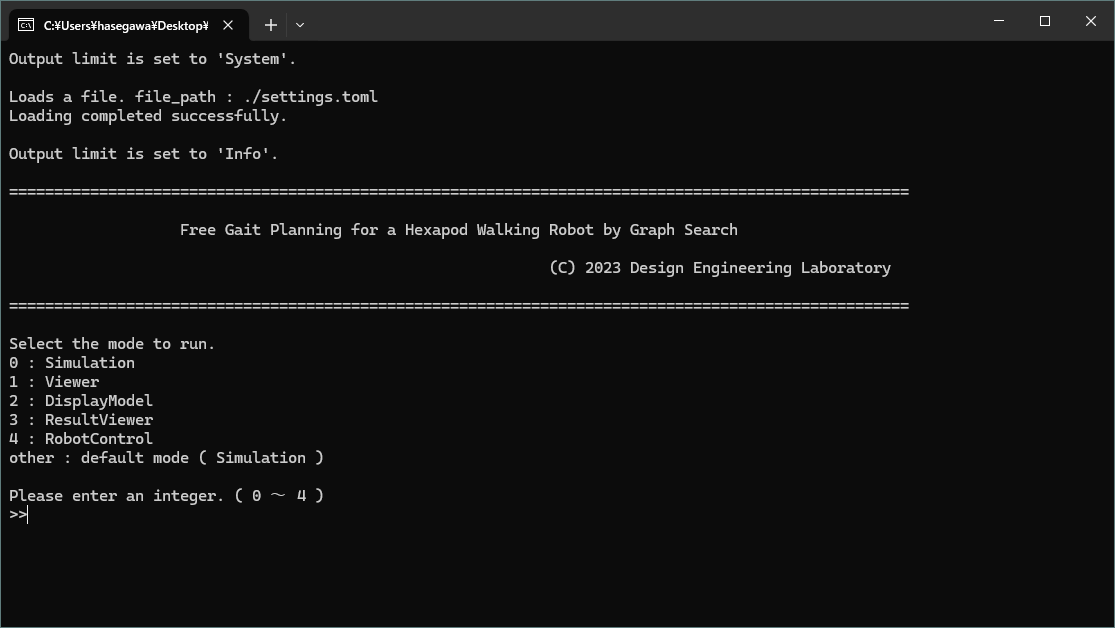 C:¥Users¥hasegawa¥Desktop¥
Output limit is set to 'System'.
Loads a file. file_path : ./settings.toml
Loading completed successfully.
Output limit is set to 'Info'.
====================================================================================================
Free Gait Planning for a Hexapod Walking Robot by Graph Search
(C) 2023 Design Engineering Laboratory
====================================================================================================
Select the mode to run.
0 : Simulation
1 : Viewer
2 : DisplayModel
3 : ResultViewer
4 : RobotControl
other : default mode ( Simulation )
Please enter an integer. ( 0 ～ 4 )
>>